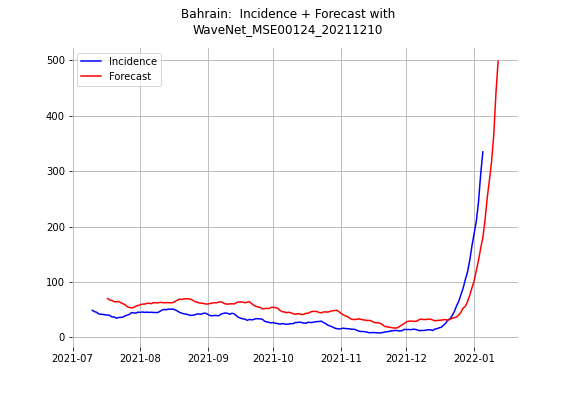 Bahrain:  Incidence + Forecast with
WaveNet_MSE00124_20211210
Incidence
Forecast
500
400
300
200
100
0
2021-07 2021-08 2021-09 2021-10 2021-11 2021-12 2022-01